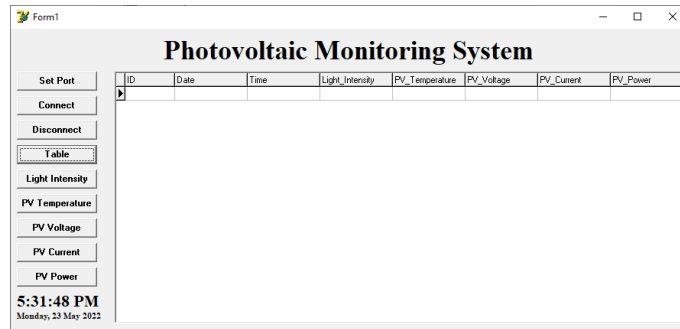 Form1
Photovoltaic Monitoring System
Set Port
Connect
Disconnect
Table
Light Intensity
PV Temperature
PV Voltage
PV Current
PV Power
5:31:48 PM
Monday, 23 May 2022
ID Date Time Light_Intensity PV_Temperature PV_Voltage PV_Current PV_Power